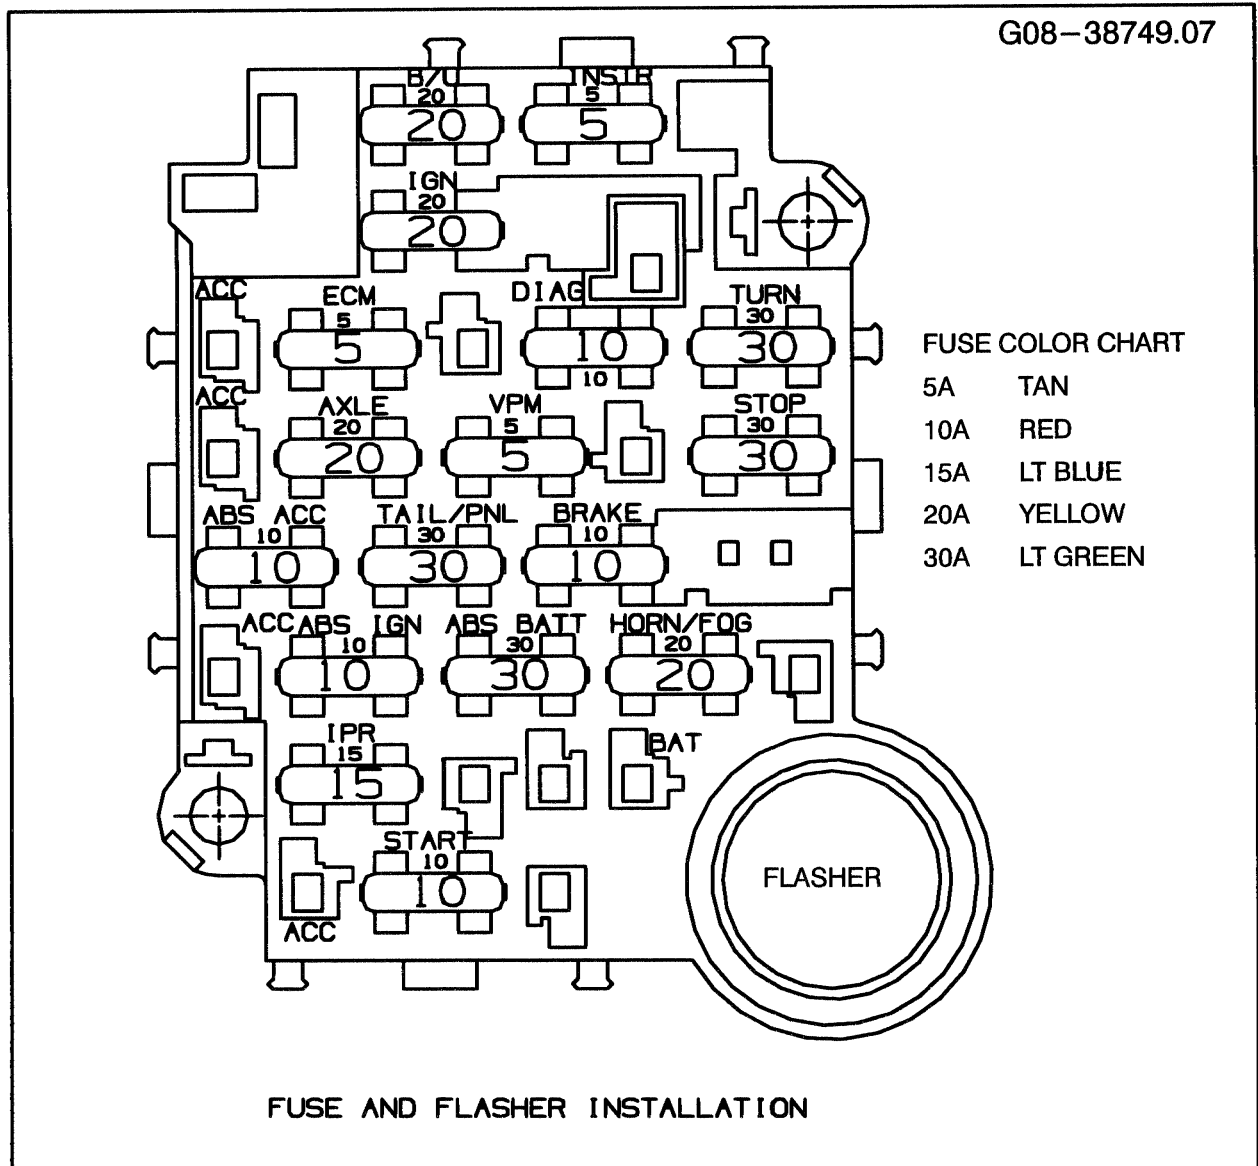 G08-38749.07
B/U INSTR
20 5
20 5
IGN
20
20
ACC ECM DIAG TURN
5 30
5 10 30
10
ACC AXLE VPM STOP
20 5 30
20 5 30
ABS ACC TAIL/PNL BRAKE
10 30 10
10 30 10
ACC ABS IGN ABS BATT HORN/FOG
10 30 20
10 30 20
IPR BAT
15
15
START
10
10
ACC
FLASHER
FUSE COLOR CHART
5A TAN
10A RED
15A LT BLUE
20A YELLOW
30A LT GREEN
FUSE AND FLASHER INSTALLATION